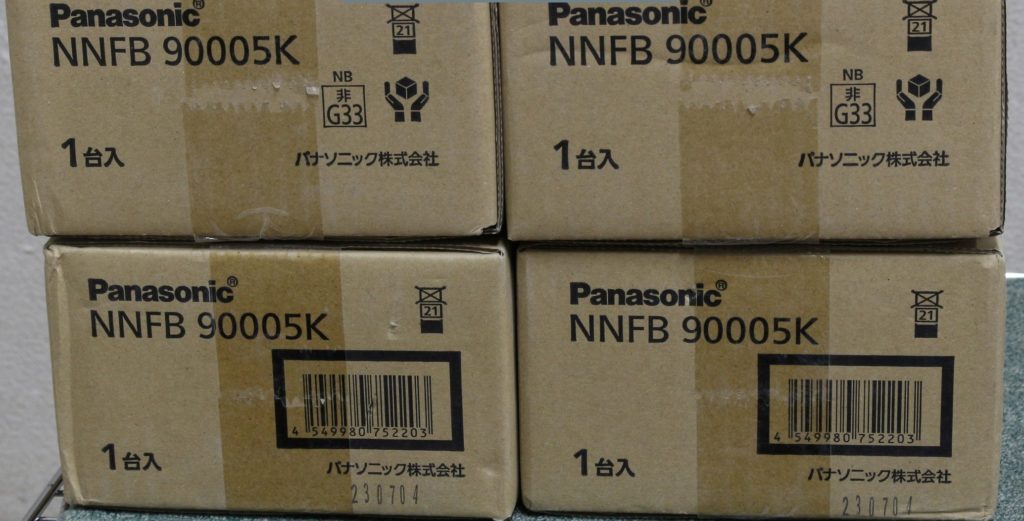 Panasonic®
NNFB 90005K
21
NB
非
G33
1台入
パナソニック株式会社
Panasonic®
NNFB 90005K
21
NB
非
G33
1台入
パナソニック株式会社
Panasonic®
NNFB 90005K
21
4 549980 752203
1台入
パナソニック株式会社
230704
Panasonic®
NNFB 90005K
21
4 549980 752203
1台入
パナソニック株式会社
230704